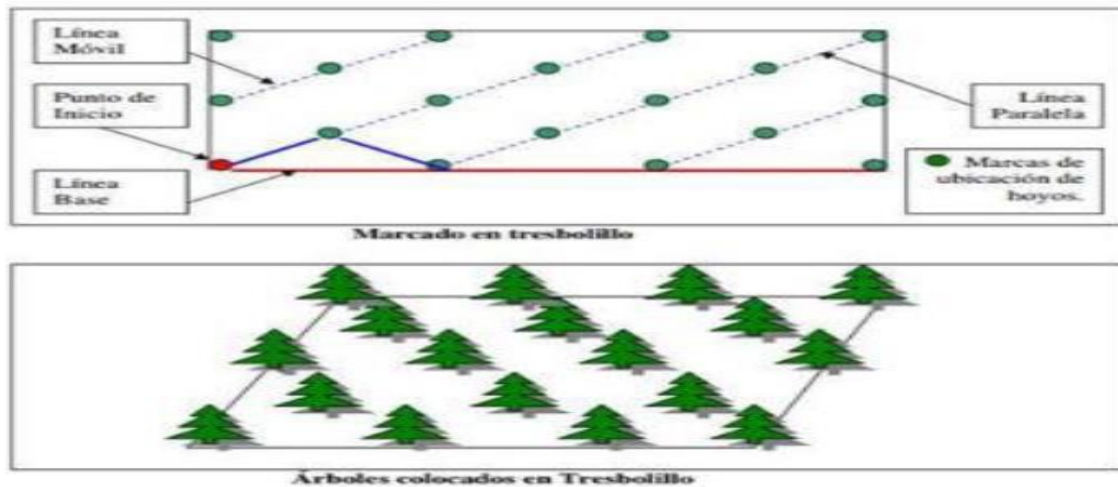 Línea
Móvil
Punto de
Inicio
Línea
Base
Línea
Paralela
Marcas de
ubicación de
hoyos.
Marcado en tresbolillo
Árboles colocados en Tresbolillo